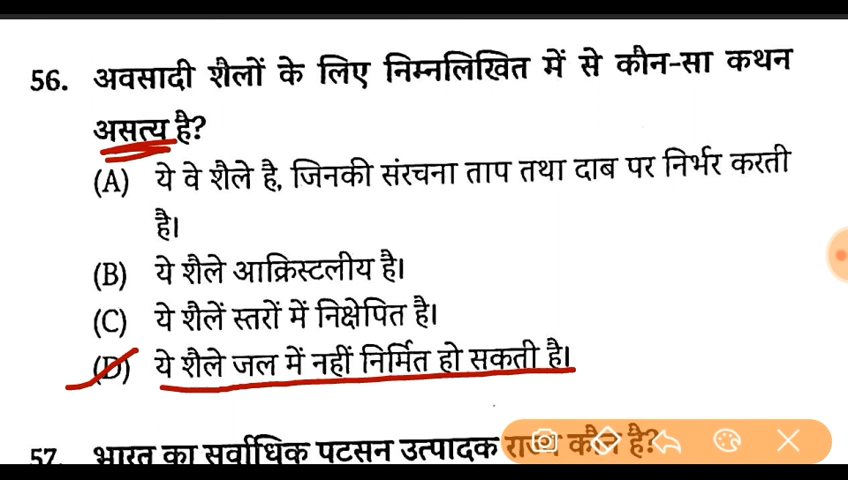 56. अवसादी शैलों के लिए निम्नलिखित में से कौन-सा कथन
असत्य है?
(A) ये वे शैले है, जिनकी संरचना ताप तथा दाब पर निर्भर करती
है।
(B) ये शैले आक्रिस्टलीय है।
(C) ये शैलें स्तरों में निक्षेपित है।
(D) ये शैले जल में नहीं निर्मित हो सकती है।
57. भारत का सर्वाधिक पटसन उत्पादक राज्य कौन है?